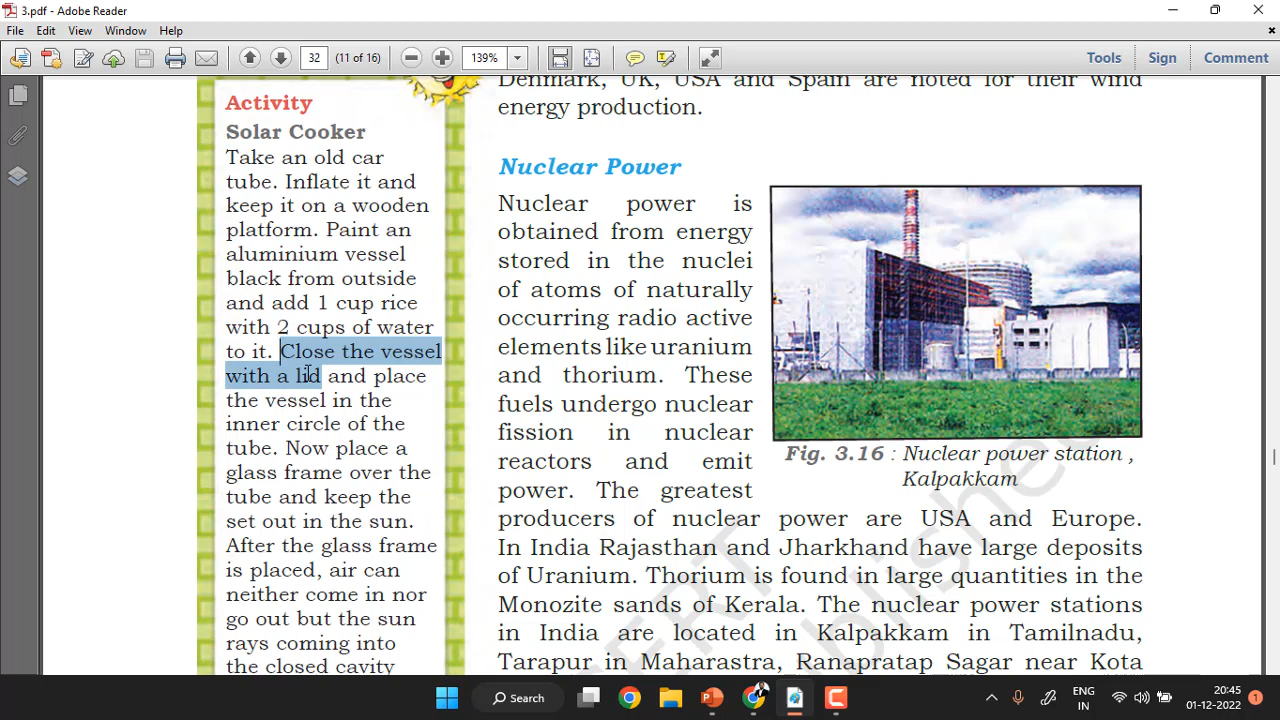 3.pdf - Adobe Reader
File Edit View Window Help
32 (11 of 16) 139% Tools Sign Comment
Activity
Solar Cooker
Take an old car
tube. Inflate it and
keep it on a wooden
platform. Paint an
aluminium vessel
black from outside
and add 1 cup rice
with 2 cups of water
to it. Close the vessel
with a lid and place
the vessel in the
inner circle of the
tube. Now place a
glass frame over the
tube and keep the
set out in the sun.
After the glass frame
is placed, air can
neither come in nor
go out but the sun
rays coming into
the closed cavity
Denmark, UK, USA and Spain are noted for their wind
energy production.
Nuclear Power
Nuclear power is
obtained from energy
stored in the nuclei
of atoms of naturally
occurring radio active
elements like uranium
and thorium. These
fuels undergo nuclear
fission in nuclear
reactors and emit
power. The greatest
producers of nuclear power are USA and Europe.
In India Rajasthan and Jharkhand have large deposits
of Uranium. Thorium is found in large quantities in the
Monozite sands of Kerala. The nuclear power stations
in India are located in Kalpakkam in Tamilnadu,
Tarapur in Maharastra, Ranapratap Sagar near Kota
Fig. 3.16 : Nuclear power station ,
Kalpakkam
Search
ENG
IN
20:45
01-12-2022
1